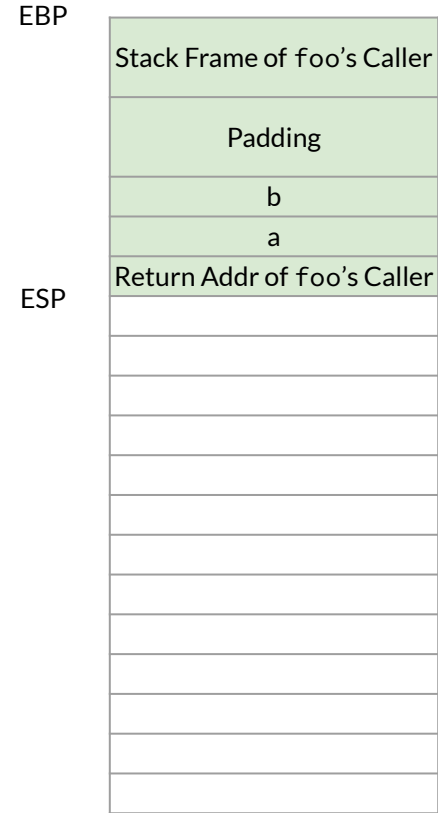 EBP
Stack Frame of foo's Caller
Padding
b
a
Return Addr of foo's Caller
ESP